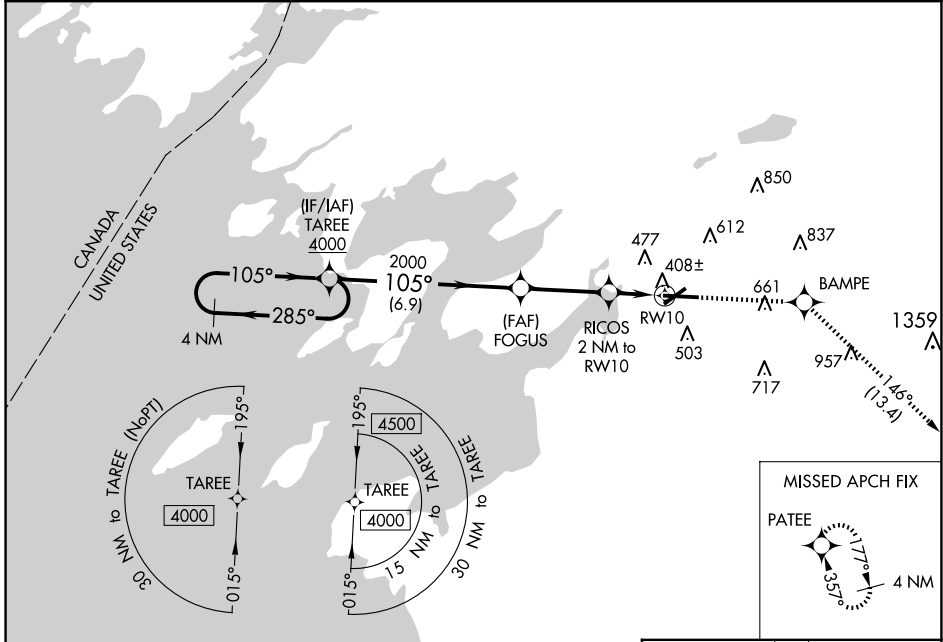 CANADA
UNITED STATES
850
612
837
477
408±
661
BAMPE
1359
(IF/IAF)
TAREE
4000
105°
285°
4 NM
2000
105°
(6.9)
(FAF)
FOGUS
RICOS
2 NM to
RW10
RW10
503
957
717
146°
(13.4)
30 NM to TAREE (NoPT)
195°
TAREE
4000
015°
195°
4500
TAREE
4000
015°
15 NM to TAREE
30 NM to TAREE
MISSED APCH FIX
PATEE
177°
357°
4 NM